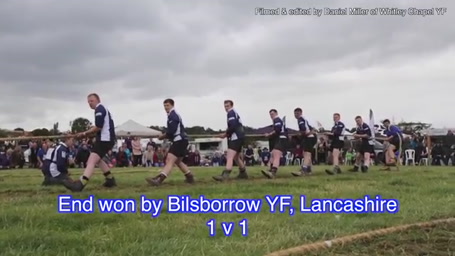 Filmed & edited by Daniel Miller of Whitley Chapel YF
End won by Bilsborrow YF, Lancashire
1 v 1